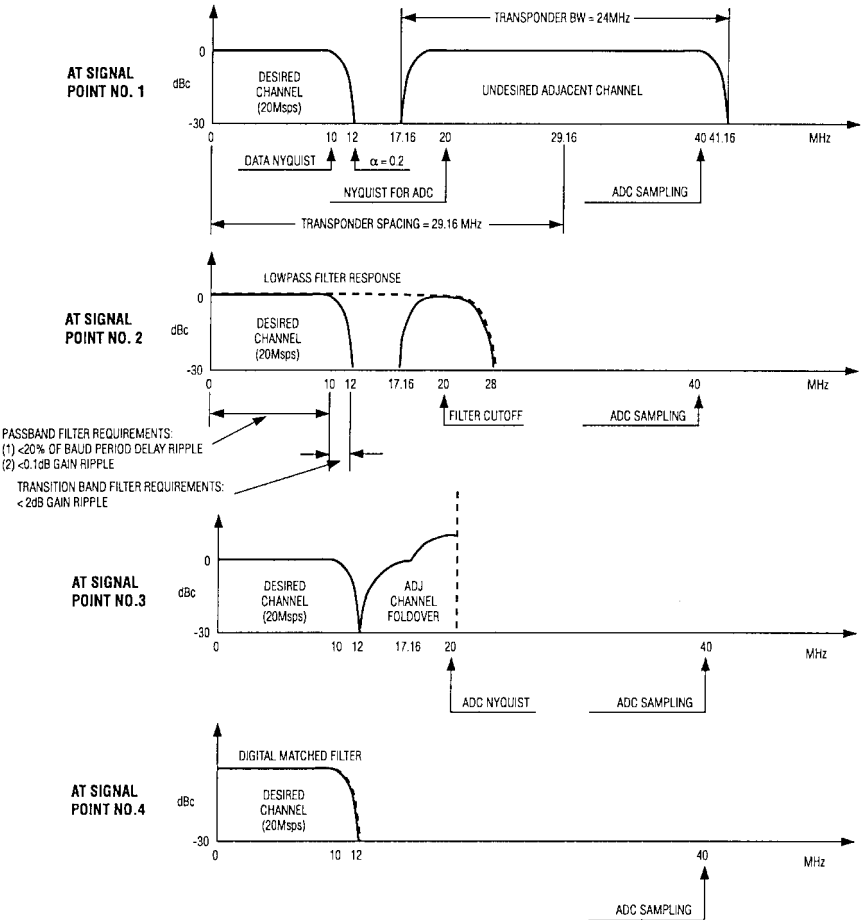 TRANSPONDER BW = 24MHz
AT SIGNAL
POINT NO. 1
dBc
0
-30
DESIRED
CHANNEL
(20Msps)
UNDESIRED ADJACENT CHANNEL
0 10 12 17.16 20 29.16 40 41.16 MHz
DATA NYQUIST
α = 0.2
NYQUIST FOR ADC
ADC SAMPLING
TRANSPONDER SPACING = 29.16 MHz
LOWPASS FILTER RESPONSE
AT SIGNAL
POINT NO. 2
dBc
0
-30
DESIRED
CHANNEL
(20Msps)
0 10 12 17.16 20 28 40 MHz
FILTER CUTOFF
ADC SAMPLING
PASSBAND FILTER REQUIREMENTS:
(1) <20% OF BAUD PERIOD DELAY RIPPLE
(2) <0.1dB GAIN RIPPLE
TRANSITION BAND FILTER REQUIREMENTS:
< 2dB GAIN RIPPLE
AT SIGNAL
POINT NO.3
dBc
0
-30
DESIRED
CHANNEL
(20Msps)
ADJ
CHANNEL
FOLDOVER
0 10 12 17.16 20 40 MHz
ADC NYQUIST
ADC SAMPLING
DIGITAL MATCHED FILTER
AT SIGNAL
POINT NO.4
dBc
-30
DESIRED
CHANNEL
(20Msps)
0 10 12 40 MHz
ADC SAMPLING